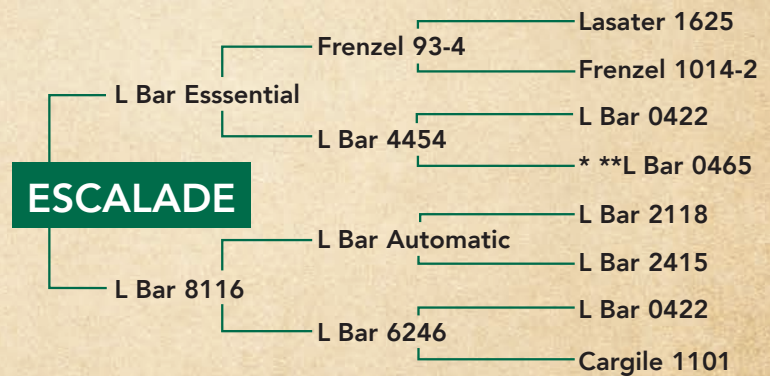 Lasater 1625
Frenzel 93-4
Frenzel 1014-2
L Bar Esssential
L Bar 0422
L Bar 4454
* **L Bar 0465
ESCALADE
L Bar 2118
L Bar Automatic
L Bar 2415
L Bar 8116
L Bar 0422
L Bar 6246
Cargile 1101